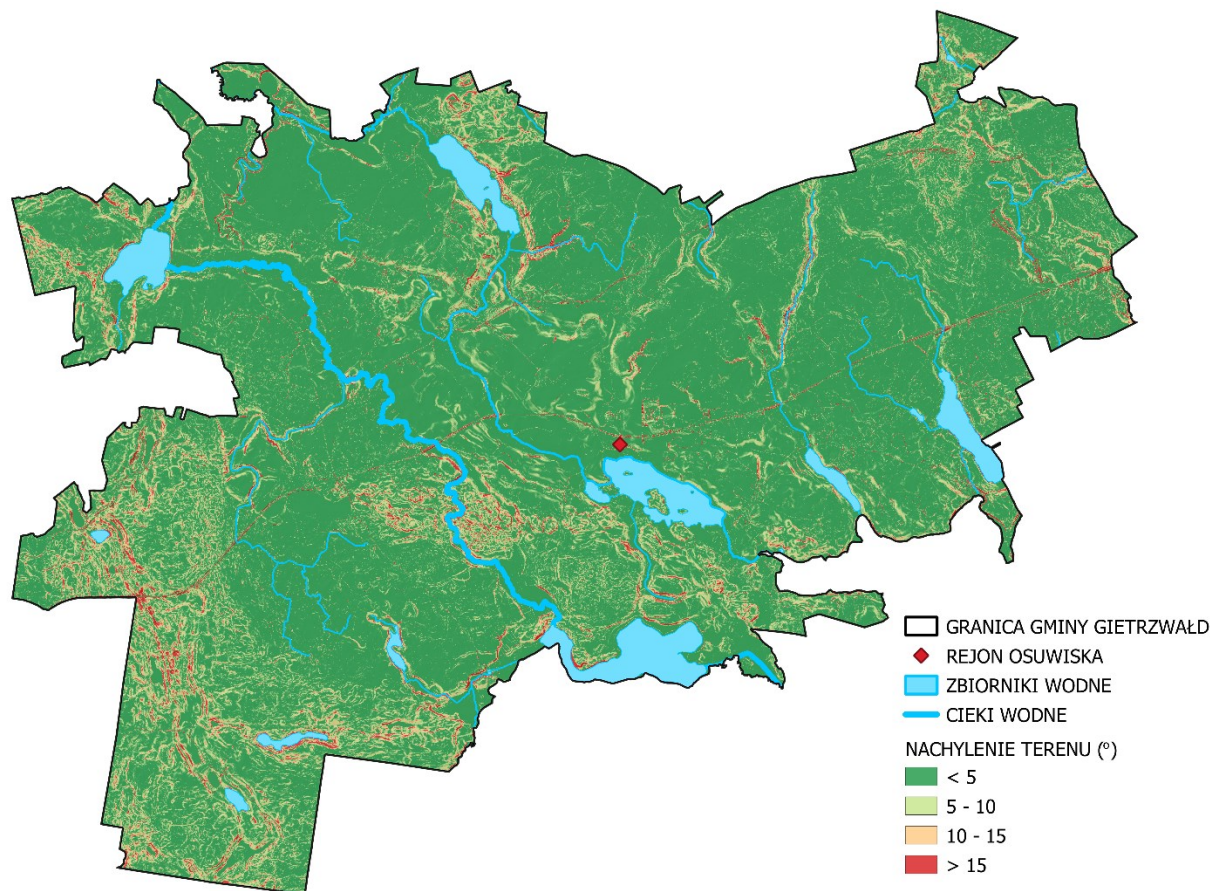 GRANICA GMINY GIETRZWAŁD
REJON OSUWISKA
ZBIORNIKI WODNE
CIEKI WODNE
NACHYLENIE TERENU (º)
< 5
5 - 10
10 - 15
> 15